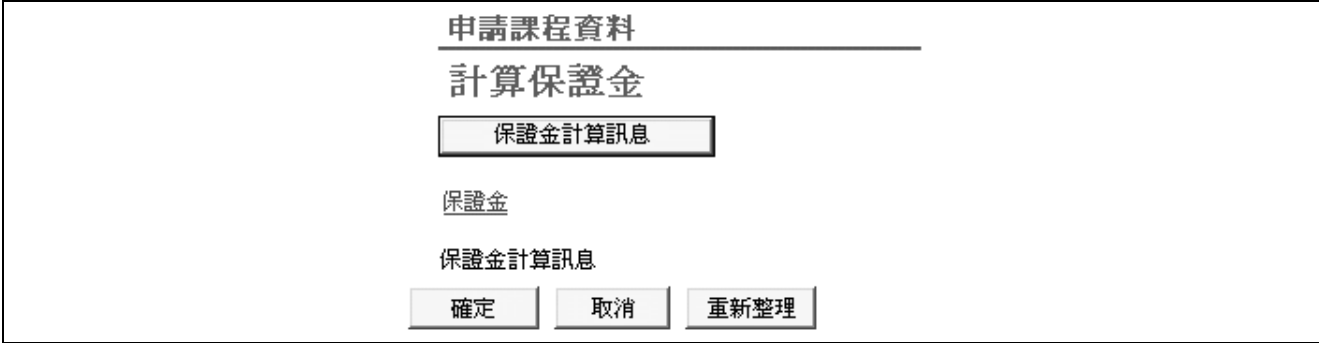 申請課程資料
計算保證金
保證金計算訊息
保證金
保證金計算訊息
確定 取消 重新整理